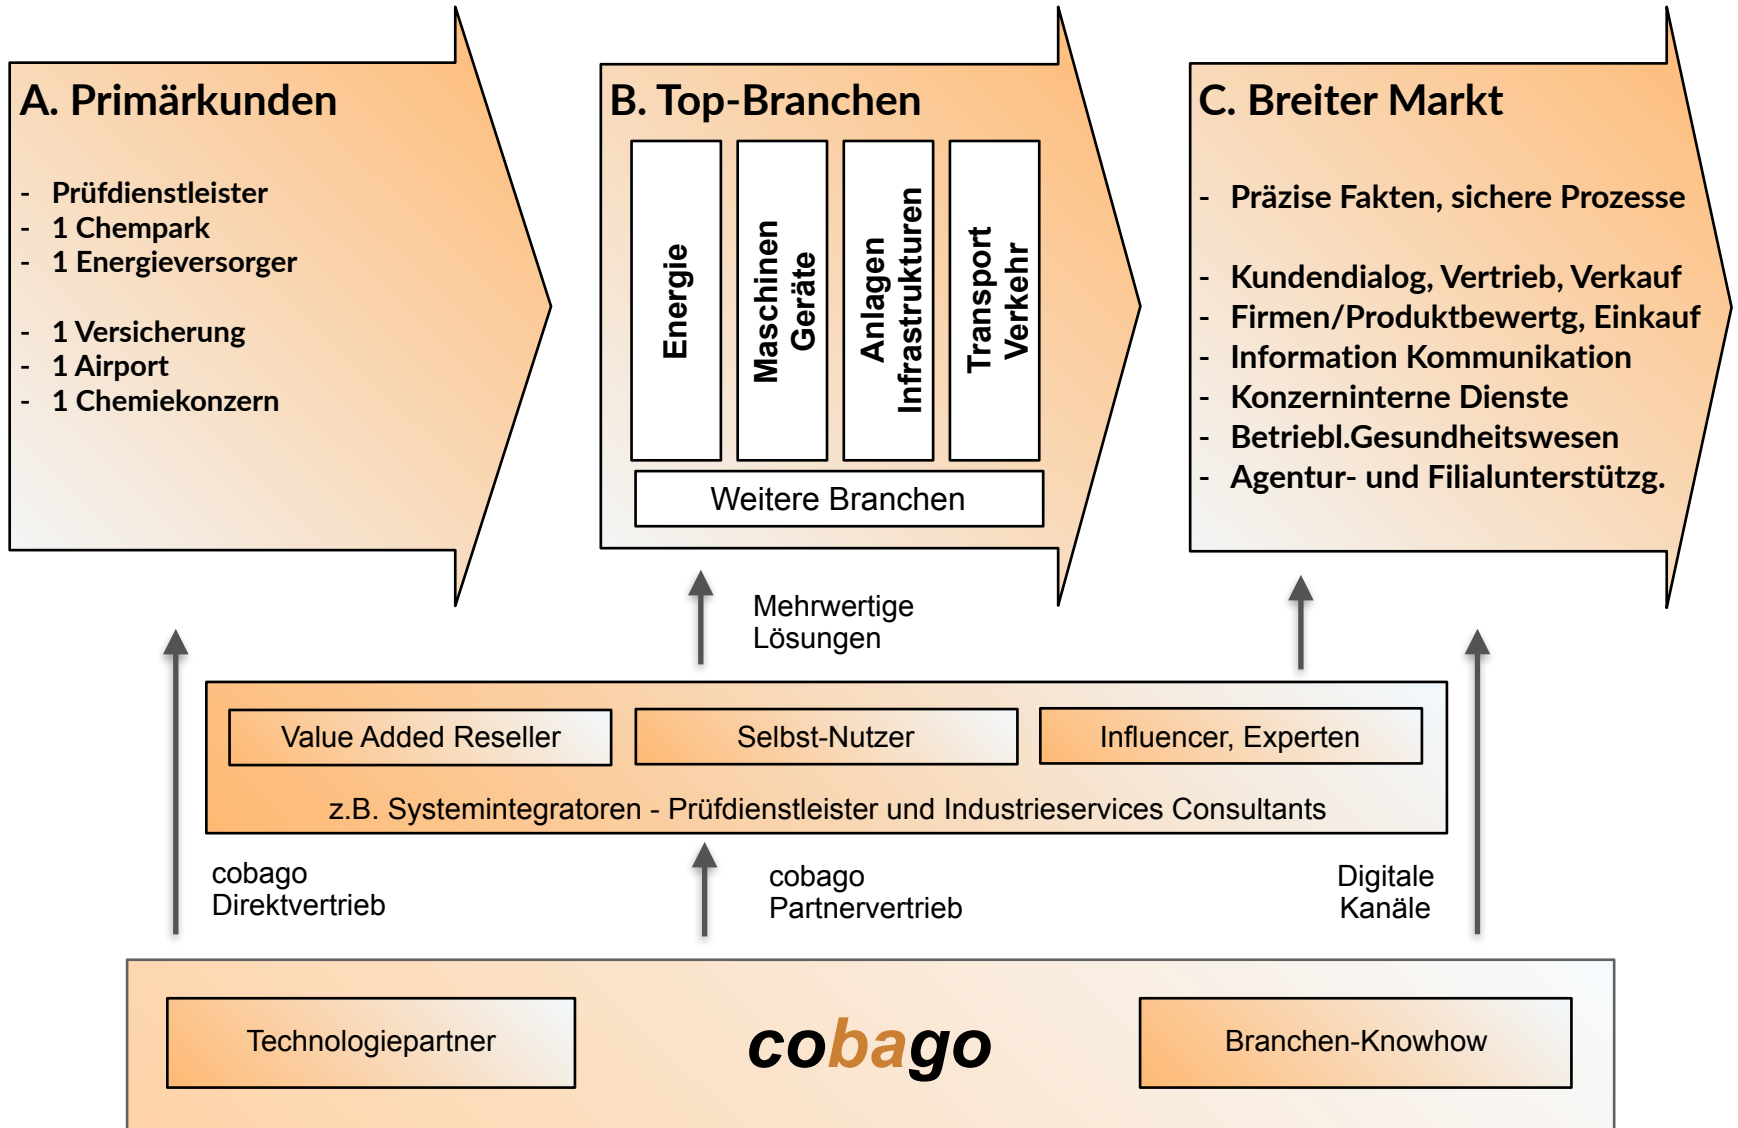 A. Primärkunden
- Prüfdienstleister
- 1 Chempark
- 1 Energieversorger
- 1 Versicherung
- 1 Airport
- 1 Chemiekonzern
B. Top-Branchen
Energie
Maschinen
Geräte
Anlagen
Infrastrukturen
Transport
Verkehr
Weitere Branchen
C. Breiter Markt
- Präzise Fakten, sichere Prozesse
- Kundendialog, Vertrieb, Verkauf
- Firmen/Produktbewertg, Einkauf
- Information Kommunikation
- Konzerninterne Dienste
- Betriebl.Gesundheitswesen
- Agentur- und Filialunterstützg.
Mehrwertige
Lösungen
Value Added Reseller
Selbst-Nutzer
Influencer, Experten
z.B. Systemintegratoren - Prüfdienstleister und Industrieservices Consultants
cobago
Direktvertrieb
cobago
Partnervertrieb
Digitale
Kanäle
Technologiepartner
cobago
Branchen-Knowhow